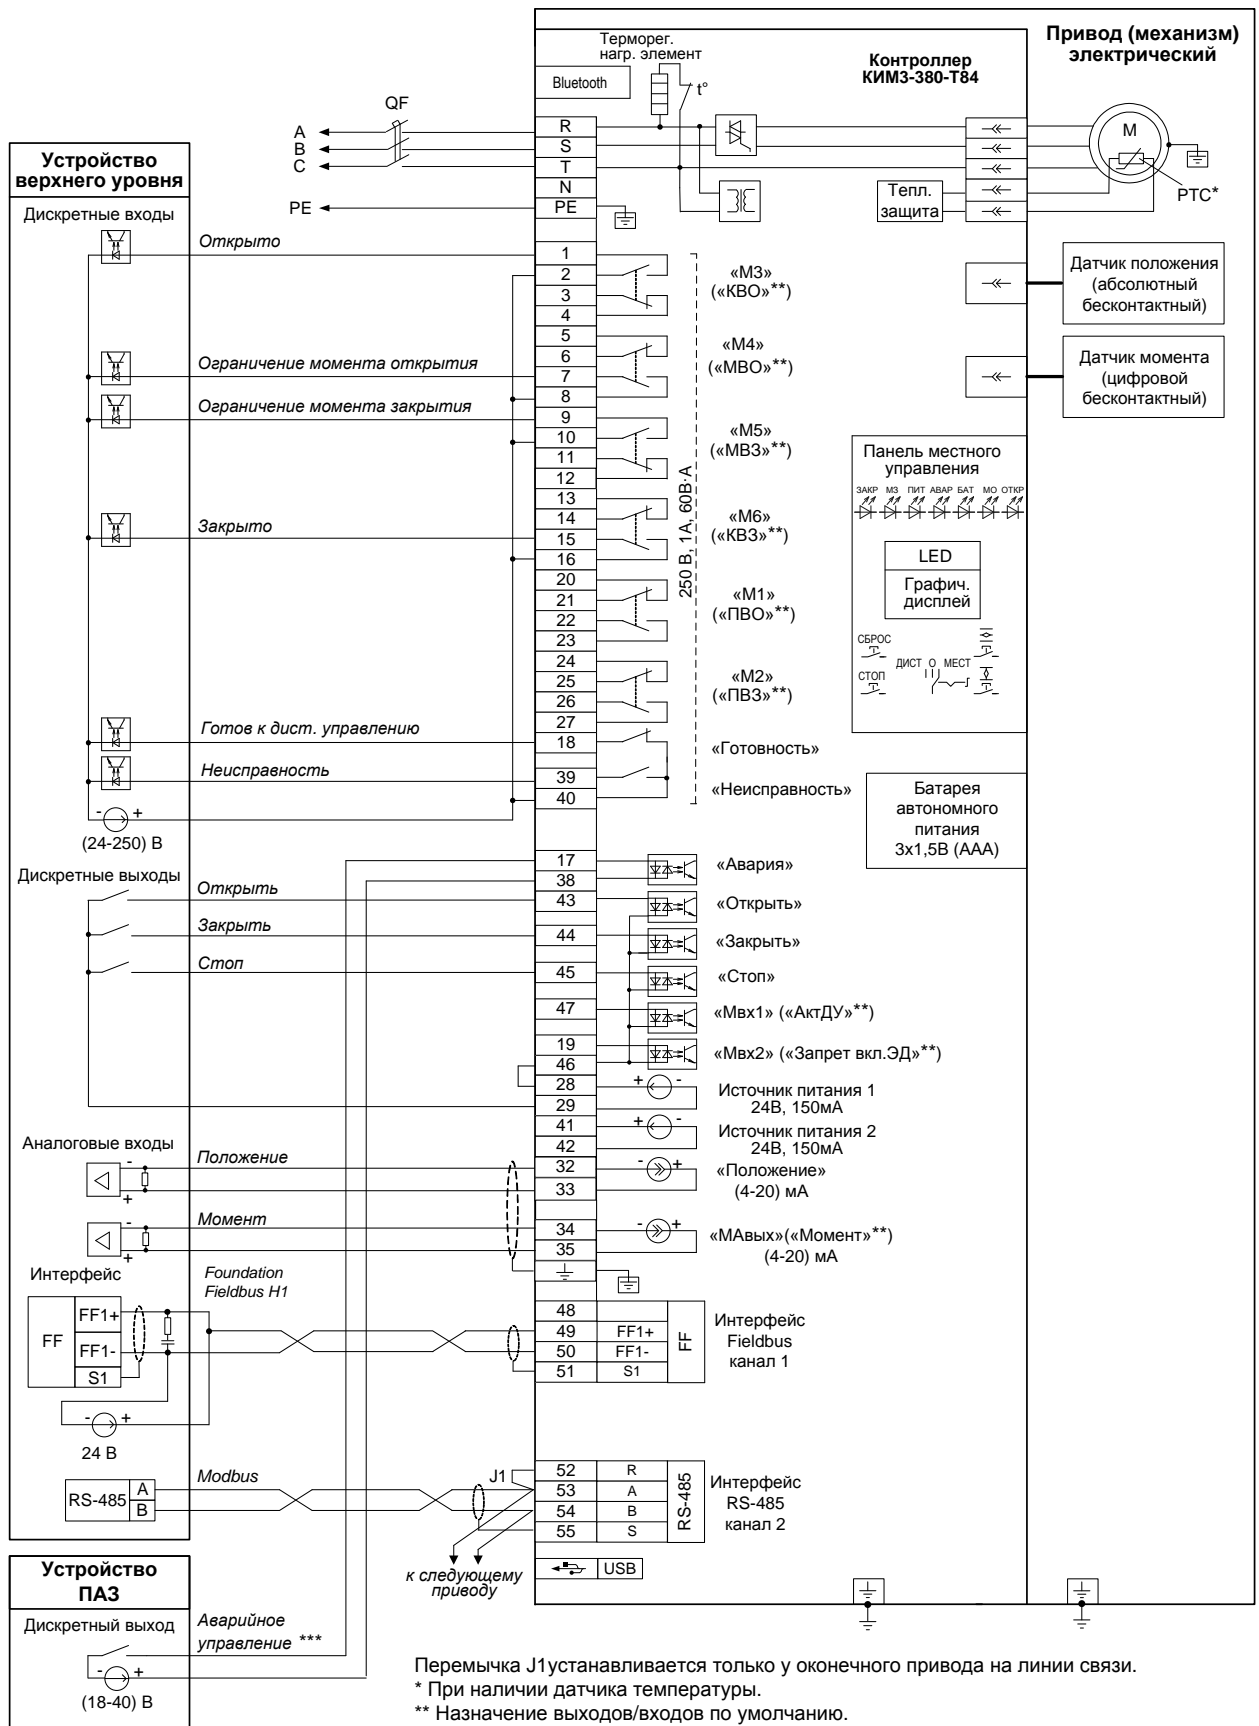 Привод (механизм)
электрический
Терморег.
нагр. элемент
Контроллер
КИМ3-380-Т84
Bluetooth
t°
QF
A
B
C
PE
R
S
T
N
PE
M
Тепл.
защита
PTC*
Устройство
верхнего уровня
Дискретные входы
Открыто
Ограничение момента открытия
Ограничение момента закрытия
Закрыто
Готов к дист. управлению
Неисправность
- +
(24-250) В
1
2
3
4
5
6
7
8
9
10
11
12
13
14
15
16
20
21
22
23
24
25
26
27
18
39
40
«М3»
(«КВО»**)
«М4»
(«МВО»**)
«М5»
(«МВЗ»**)
«М6»
(«КВЗ»**)
«М1»
(«ПВО»**)
«М2»
(«ПВЗ»**)
«Готовность»
«Неисправность»
250 В, 1А, 60В·А
Датчик положения
(абсолютный
бесконтактный)
Датчик момента
(цифровой
бесконтактный)
Панель местного
управления
ЗАКР МЗ ПИТ АВАР БАТ МО ОТКР
LED
Графич.
дисплей
СБРОС
ДИСТ О МЕСТ
СТОП
Батарея
автономного
питания
3х1,5В (ААА)
Дискретные выходы
Открыть
Закрыть
Стоп
17
38
43
44
45
47
19
46
28
29
41
42
32
33
34
35
«Авария»
«Открыть»
«Закрыть»
«Стоп»
«Мвх1» («АктДУ»**)
«Мвх2» («Запрет вкл.ЭД»**)
+ -
Источник питания 1
24В, 150мА
+ -
Источник питания 2
24В, 150мА
- +
«Положение»
(4-20) мА
- +
«МАвых»(«Момент»**)
(4-20) мА
Аналоговые входы
-
+
Положение
-
+
Момент
Интерфейс
Foundation
Fieldbus H1
FF
FF1+
FF1-
S1
- +
24 В
48
49 FF1+
50 FF1-
51 S1
FF
Интерфейс
Fieldbus
канал 1
RS-485
A
B
Modbus
J1
52 R
53 A
54 B
55 S
RS-485
Интерфейс
RS-485
канал 2
USB
к следующему
приводу
Устройство
ПАЗ
Дискретный выход
- +
(18-40) В
Аварийное
управление ***
Перемычка J1устанавливается только у оконечного привода на линии связи.
* При наличии датчика температуры.
** Назначение выходов/входов по умолчанию.